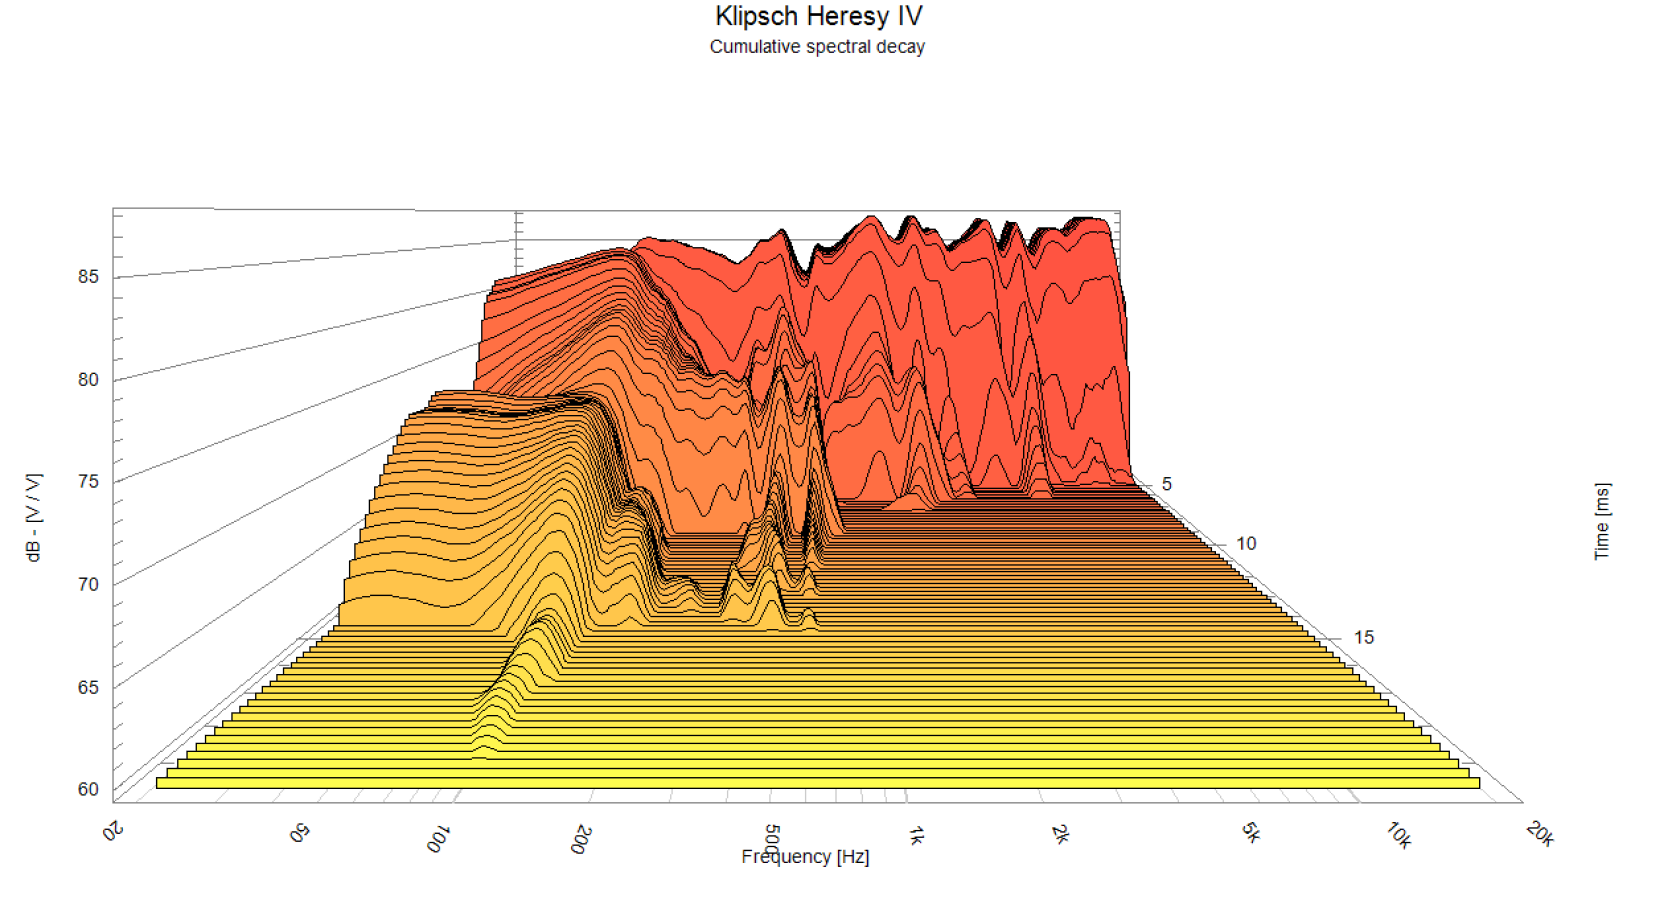 Klipsch Heresy IV
Cumulative spectral decay
85
80
75
70
65
60
dB - [V / V]
5
10
15
Time [ms]
20
50
100
200
500
1k
2k
5k
10k
20k
Frequency [Hz]